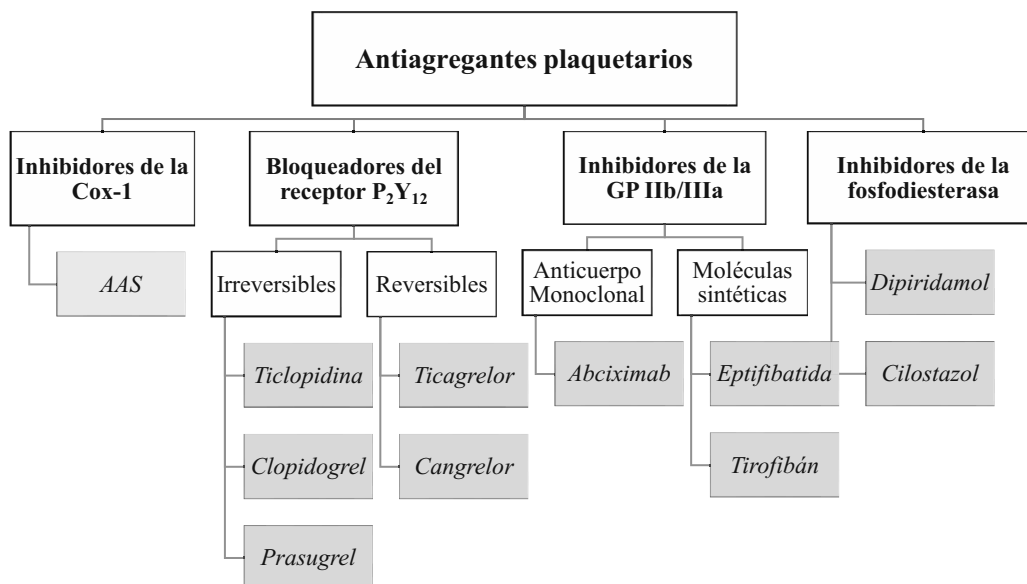 Antiagregantes plaquetarios
Inhibidores de la
Cox-1
Bloqueadores del
receptor P₂Y₁₂
Inhibidores de la
GP IIb/IIIa
Inhibidores de la
fosfodiesterasa
AAS
Irreversibles
Reversibles
Anticuerpo
Monoclonal
Moléculas
sintéticas
Dipiridamol
Ticlopidina
Ticagrelor
Abciximab
Eptifibatida
Cilostazol
Clopidogrel
Cangrelor
Tirofibán
Prasugrel